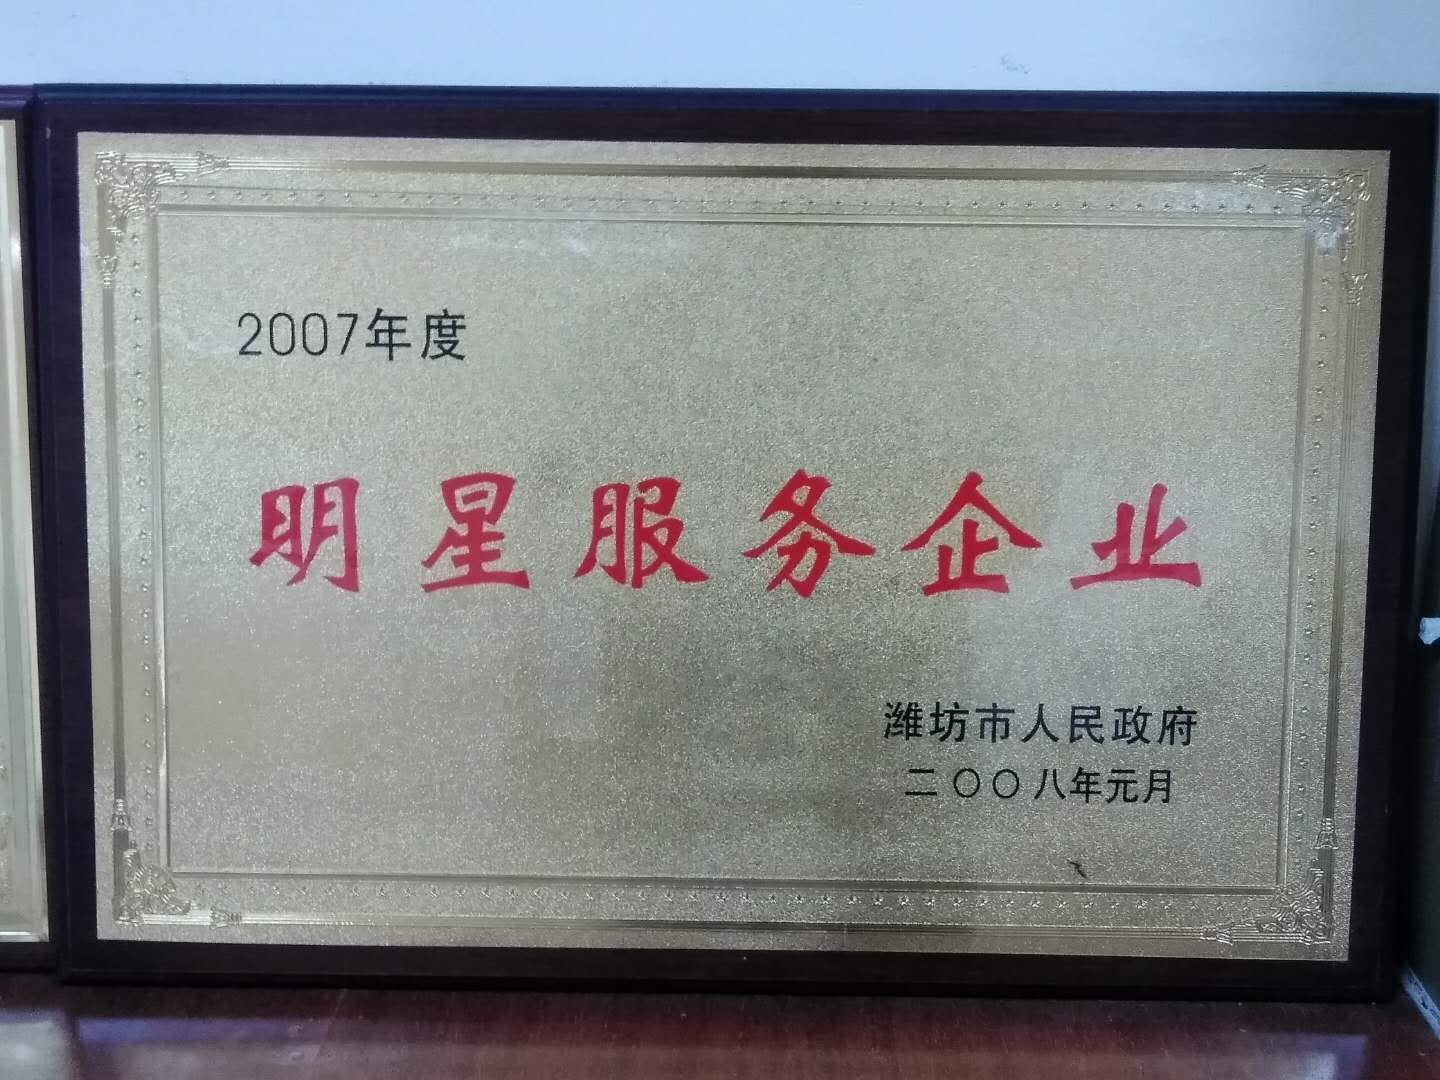 2007年度
明星服务企业
潍坊市人民政府
二〇〇八年元月